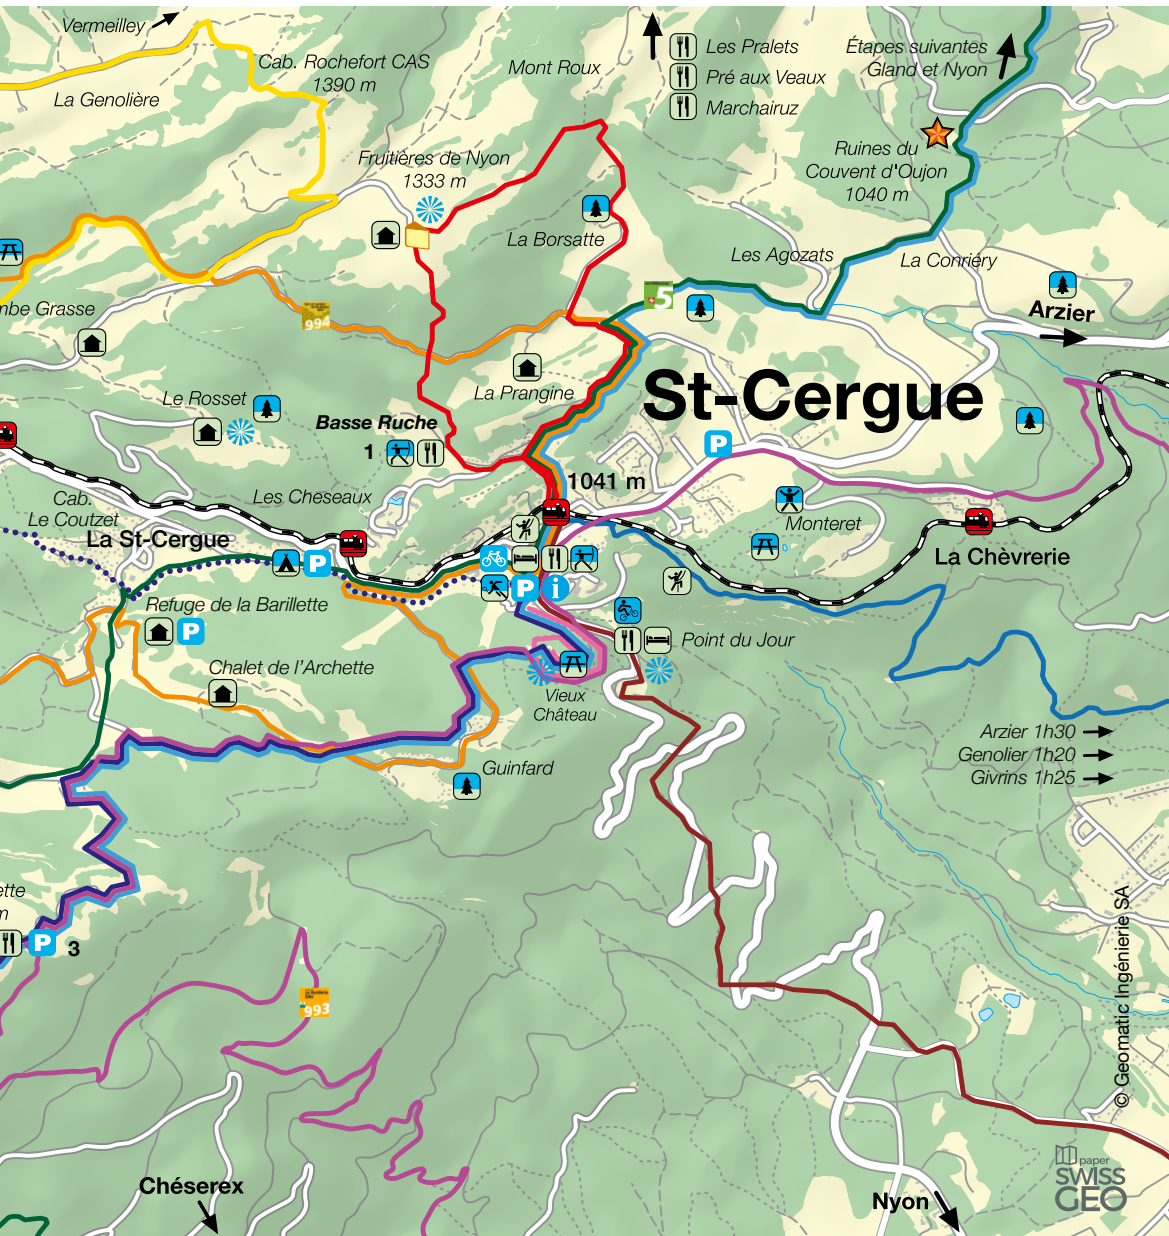 Vermeilley
Cab. Rochefort CAS
1390 m
La Genolière
Mont Roux
Les Pralets
Pré aux Veaux
Marchairuz
Étapes suivantes
Gland et Nyon
Ruines du
Couvent d'Oujon
1040 m
Fruitières de Nyon
1333 m
La Borsatte
Les Agozats
La Conriéry
Arzier
mbe Grasse
994
5
La Prangine
St-Cergue
Le Rosset
Basse Ruche
1
P
1041 m
Les Cheseaux
Cab.
Le Coutzet
La St-Cergue
Monteret
La Chèvrerie
P
P i
Refuge de la Barillette
P
Point du Jour
Chalet de l'Archette
Vieux
Château
Guinfard
Arzier 1h30
Genolier 1h20
Givrins 1h25
ette
m
P 3
993
© Geomatic Ingénierie SA
Chéserex
Nyon
paper
SWISS
GEO